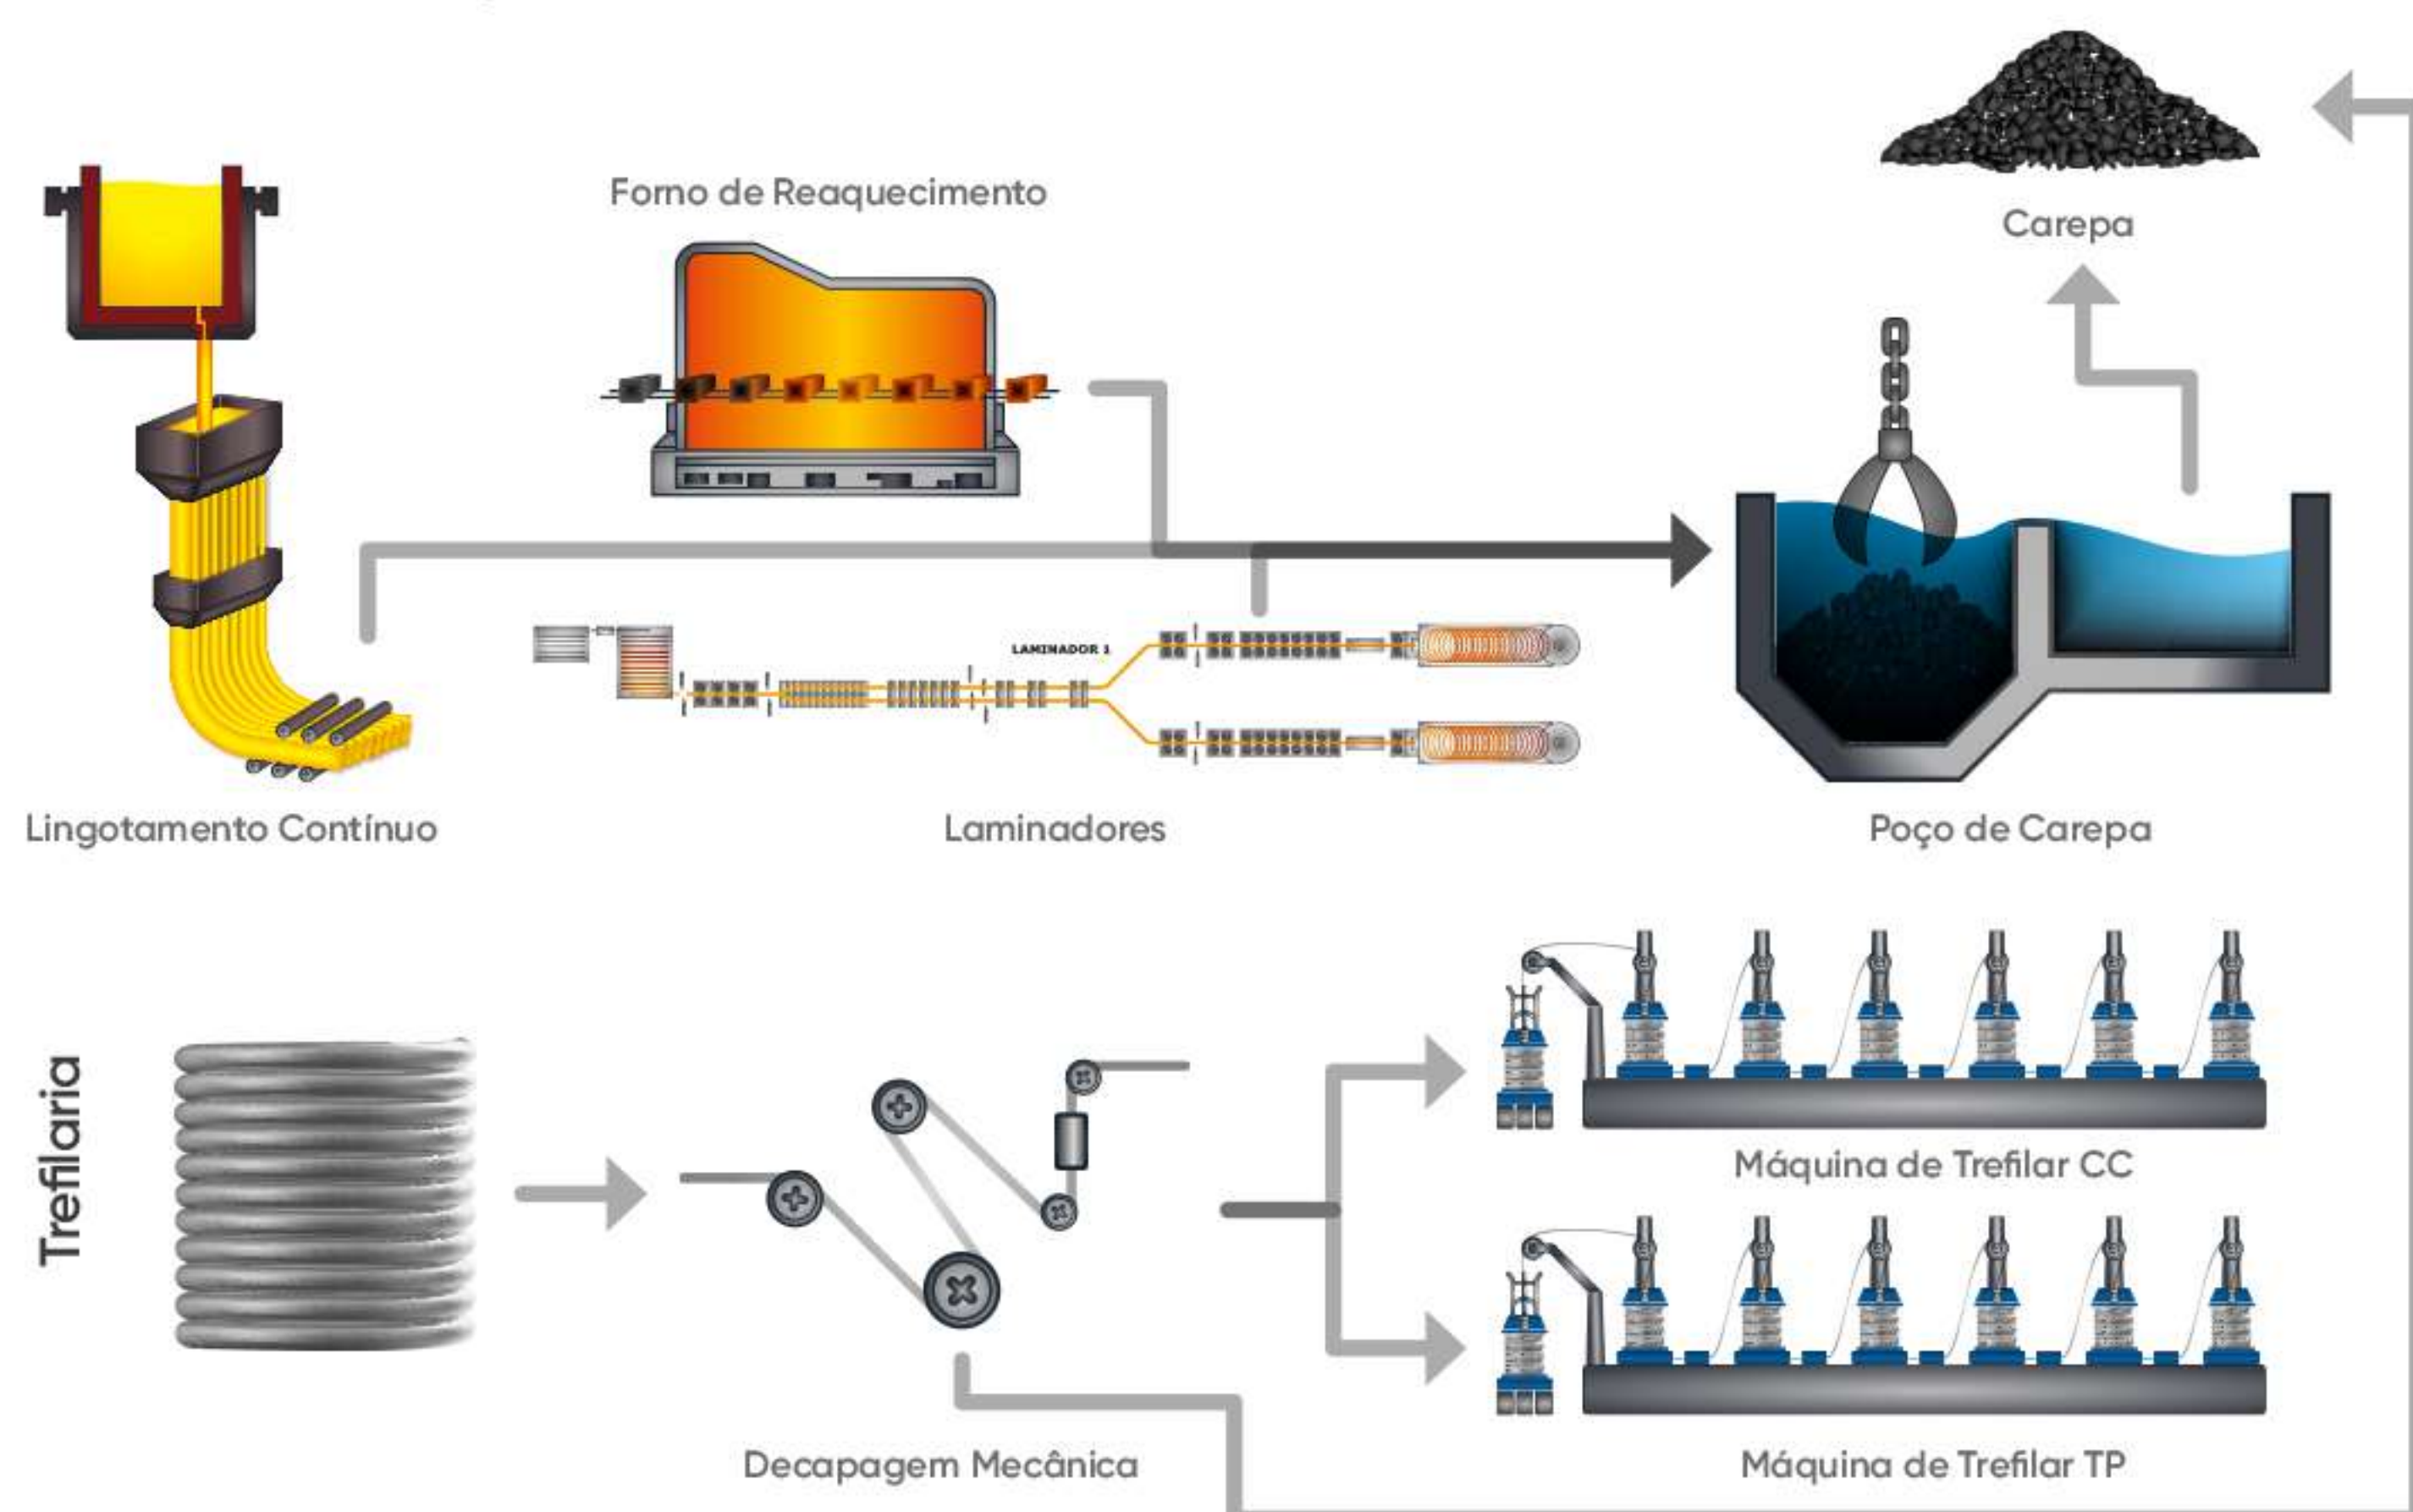 Carepa
Forno de Reaquecimento
LAMINADOR 1
Lingotamento Contínuo
Laminadores
Poço de Carepa
Trefilaria
Máquina de Trefilar CC
Decapagem Mecânica
Máquina de Trefilar TP